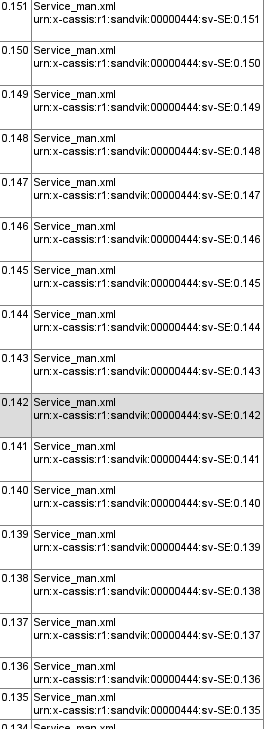 0.151 Service_man.xml
urn:x-cassis:r1:sandvik:00000444:sv-SE:0.151
0.150 Service_man.xml
urn:x-cassis:r1:sandvik:00000444:sv-SE:0.150
0.149 Service_man.xml
urn:x-cassis:r1:sandvik:00000444:sv-SE:0.149
0.148 Service_man.xml
urn:x-cassis:r1:sandvik:00000444:sv-SE:0.148
0.147 Service_man.xml
urn:x-cassis:r1:sandvik:00000444:sv-SE:0.147
0.146 Service_man.xml
urn:x-cassis:r1:sandvik:00000444:sv-SE:0.146
0.145 Service_man.xml
urn:x-cassis:r1:sandvik:00000444:sv-SE:0.145
0.144 Service_man.xml
urn:x-cassis:r1:sandvik:00000444:sv-SE:0.144
0.143 Service_man.xml
urn:x-cassis:r1:sandvik:00000444:sv-SE:0.143
0.142 Service_man.xml
urn:x-cassis:r1:sandvik:00000444:sv-SE:0.142
0.141 Service_man.xml
urn:x-cassis:r1:sandvik:00000444:sv-SE:0.141
0.140 Service_man.xml
urn:x-cassis:r1:sandvik:00000444:sv-SE:0.140
0.139 Service_man.xml
urn:x-cassis:r1:sandvik:00000444:sv-SE:0.139
0.138 Service_man.xml
urn:x-cassis:r1:sandvik:00000444:sv-SE:0.138
0.137 Service_man.xml
urn:x-cassis:r1:sandvik:00000444:sv-SE:0.137
0.136 Service_man.xml
urn:x-cassis:r1:sandvik:00000444:sv-SE:0.136
0.135 Service_man.xml
urn:x-cassis:r1:sandvik:00000444:sv-SE:0.135
0.134 Service_man.xml